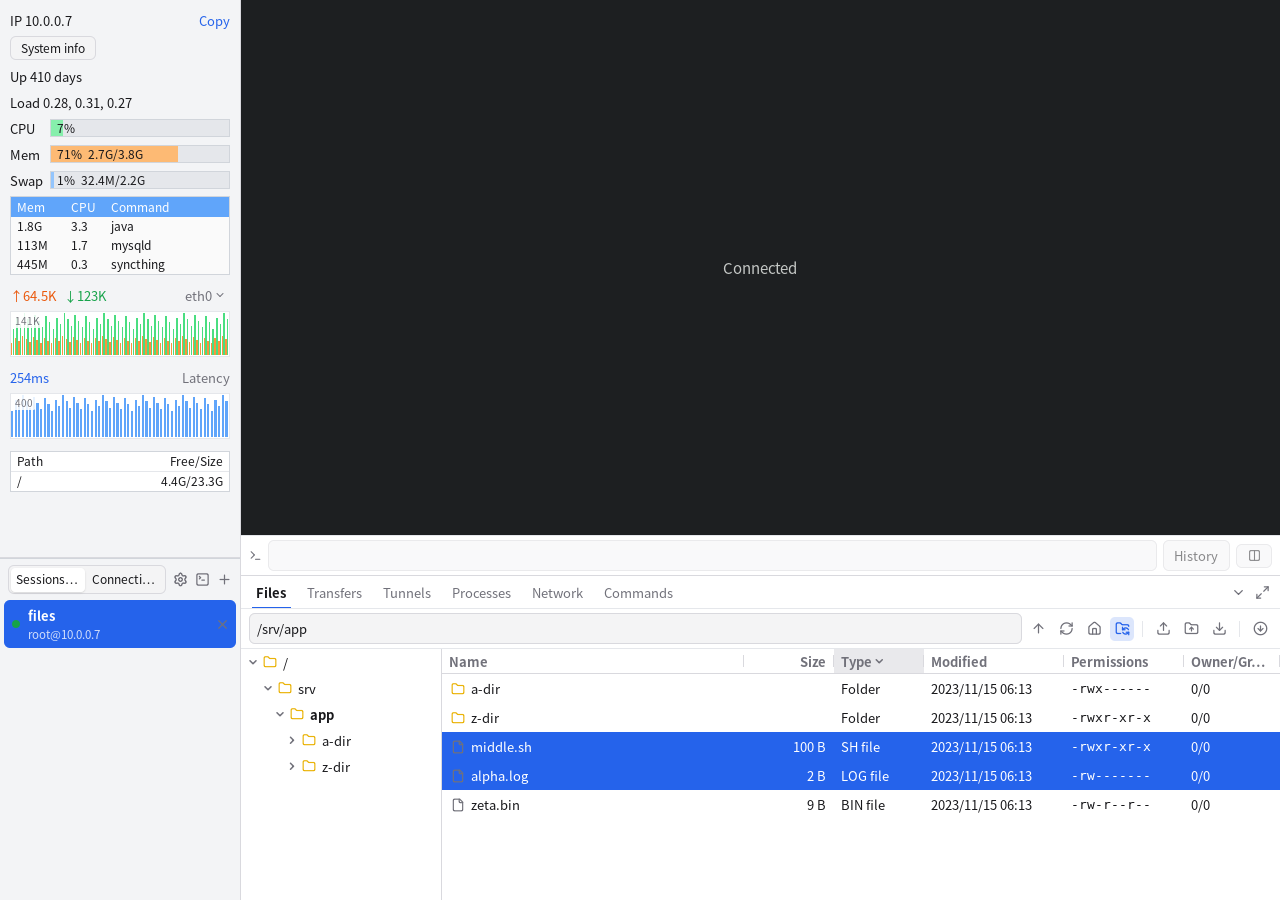 IP 10.0.0.7 Copy
System info
Up 410 days
Load 0.28, 0.31, 0.27
CPU 7%
Mem 71% 2.7G/3.8G
Swap 1% 32.4M/2.2G
Mem CPU Command
1.8G 3.3 java
113M 1.7 mysqld
445M 0.3 syncthing
↑64.5K ↓123K eth0
141K
254ms Latency
400
Path Free/Size
/ 4.4G/23.3G
Sessions... Connecti...
files
root@10.0.0.7
Connected
History
Files Transfers Tunnels Processes Network Commands
/srv/app
/
srv
app
a-dir
z-dir
Name Size Type Modified Permissions Owner/Gr...
a-dir Folder 2023/11/15 06:13 -rwx------ 0/0
z-dir Folder 2023/11/15 06:13 -rwxr-xr-x 0/0
middle.sh 100 B SH file 2023/11/15 06:13 -rwxr-xr-x 0/0
alpha.log 2 B LOG file 2023/11/15 06:13 -rw------- 0/0
zeta.bin 9 B BIN file 2023/11/15 06:13 -rw-r--r-- 0/0